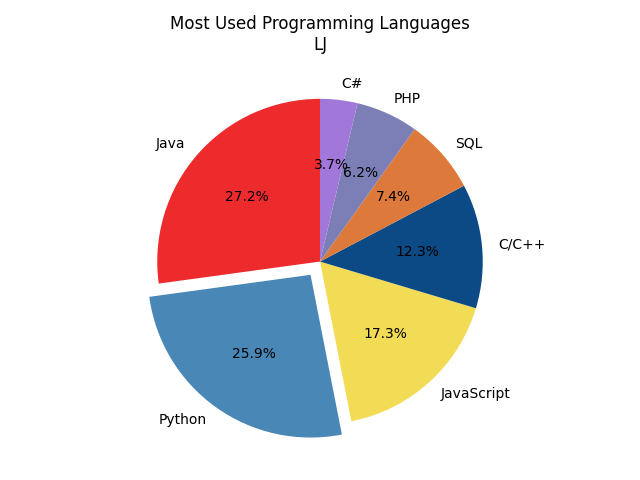 Most Used Programming Languages
LJ
C#
PHP
Java
SQL
3.7%
6.2%
27.2%
7.4%
C/C++
12.3%
17.3%
25.9%
JavaScript
Python